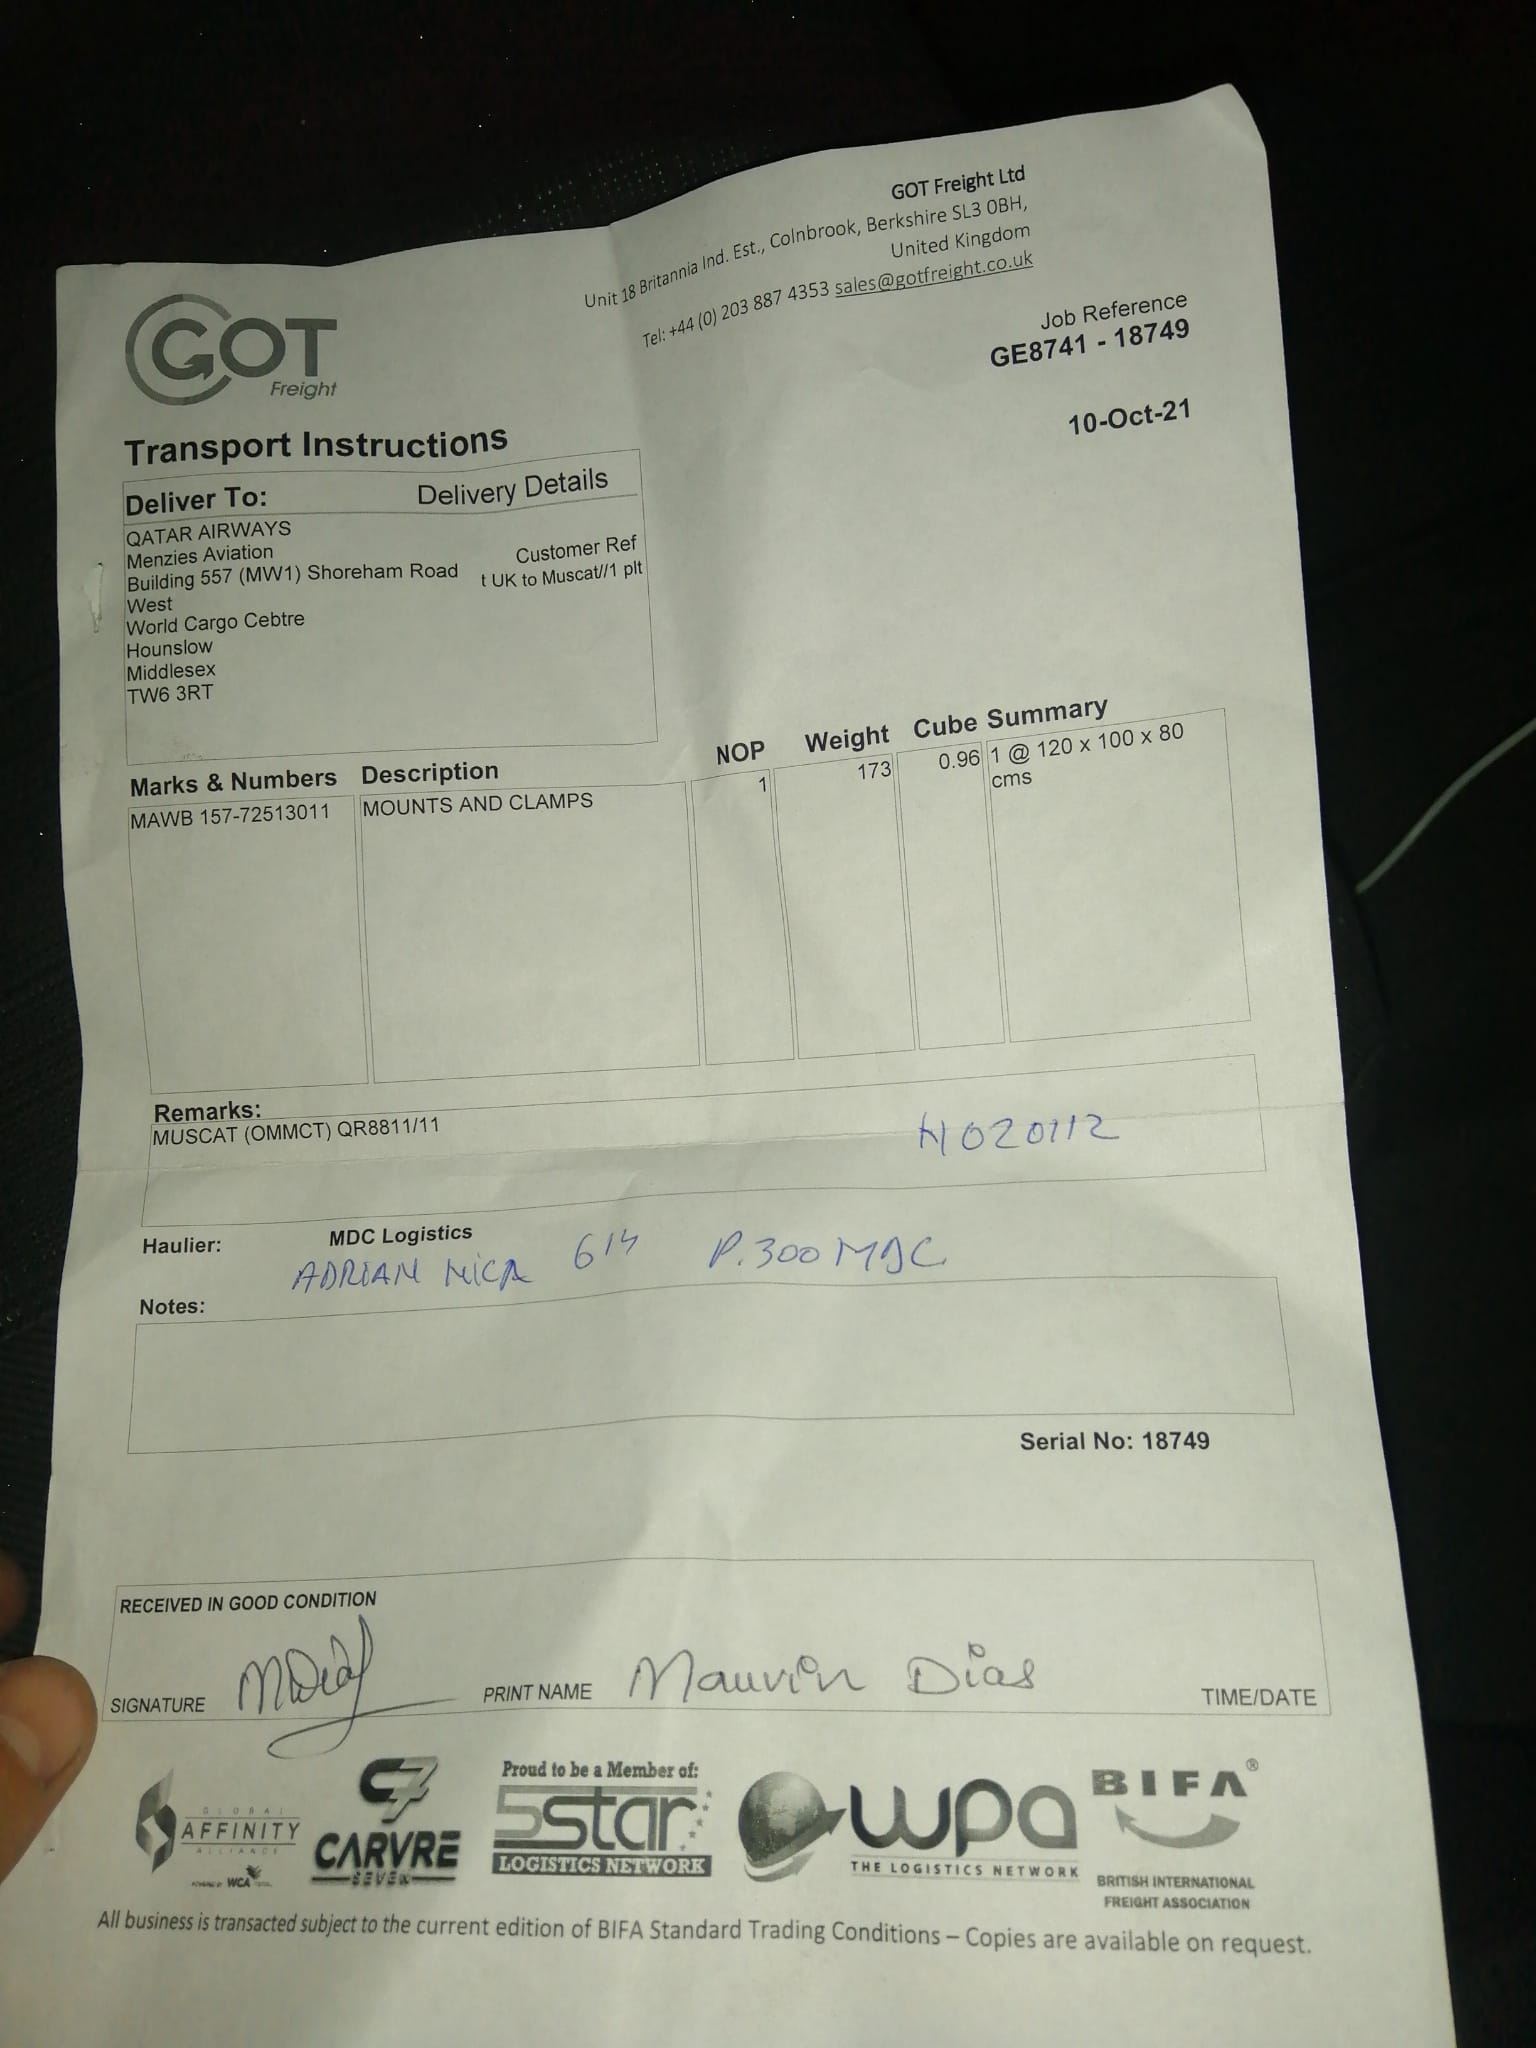 GOT Freight Ltd
Unit 18 Britannia Ind. Est., Colnbrook, Berkshire SL3 0BH,
United Kingdom
Tel: +44 (0) 203 887 4353 sales@gotfreight.co.uk
GOT
Freight
Job Reference
GE8741 - 18749
10-Oct-21
Transport Instructions
Deliver To: Delivery Details
QATAR AIRWAYS
Menzies Aviation Customer Ref
Building 557 (MW1) Shoreham Road t UK to Muscat//1 plt
West
World Cargo Cebtre
Hounslow
Middlesex
TW6 3RT
Marks & Numbers Description NOP Weight Cube Summary
MAWB 157-72513011 MOUNTS AND CLAMPS 1 173 0.96 1 @ 120 x 100 x 80
cms
Remarks:
MUSCAT (OMMCT) QR8811/11
H020112
Haulier: MDC Logistics
ADRIAN MICA 614 P.300MDC
Notes:
Serial No: 18749
RECEIVED IN GOOD CONDITION
SIGNATURE MDias PRINT NAME Mauvin Dias TIME/DATE
Proud to be a Member of:
GLOBAL
AFFINITY
ALLIANCE
POWERED BY WCA
C7
CARVRE
SEVEN
5star
LOGISTICS NETWORK
wpa
THE LOGISTICS NETWORK
BIFA®
BRITISH INTERNATIONAL
FREIGHT ASSOCIATION
All business is transacted subject to the current edition of BIFA Standard Trading Conditions – Copies are available on request.